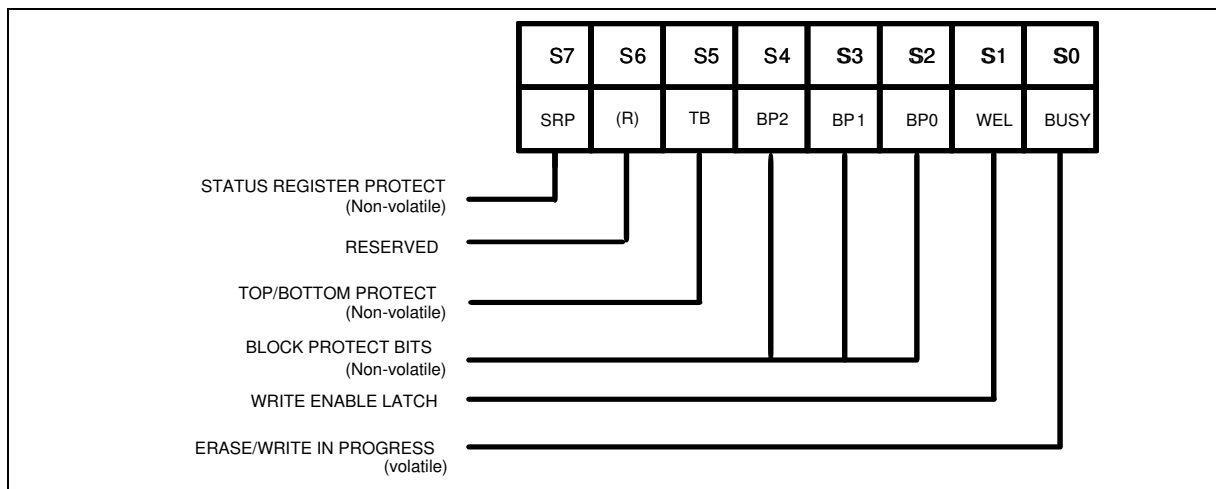 S7 S6 S5 S4 S3 S2 S1 S0
SRP (R) TB BP2 BP1 BP0 WEL BUSY
STATUS REGISTER PROTECT
(Non-volatile)
RESERVED
TOP/BOTTOM PROTECT
(Non-volatile)
BLOCK PROTECT BITS
(Non-volatile)
WRITE ENABLE LATCH
ERASE/WRITE IN PROGRESS
(volatile)